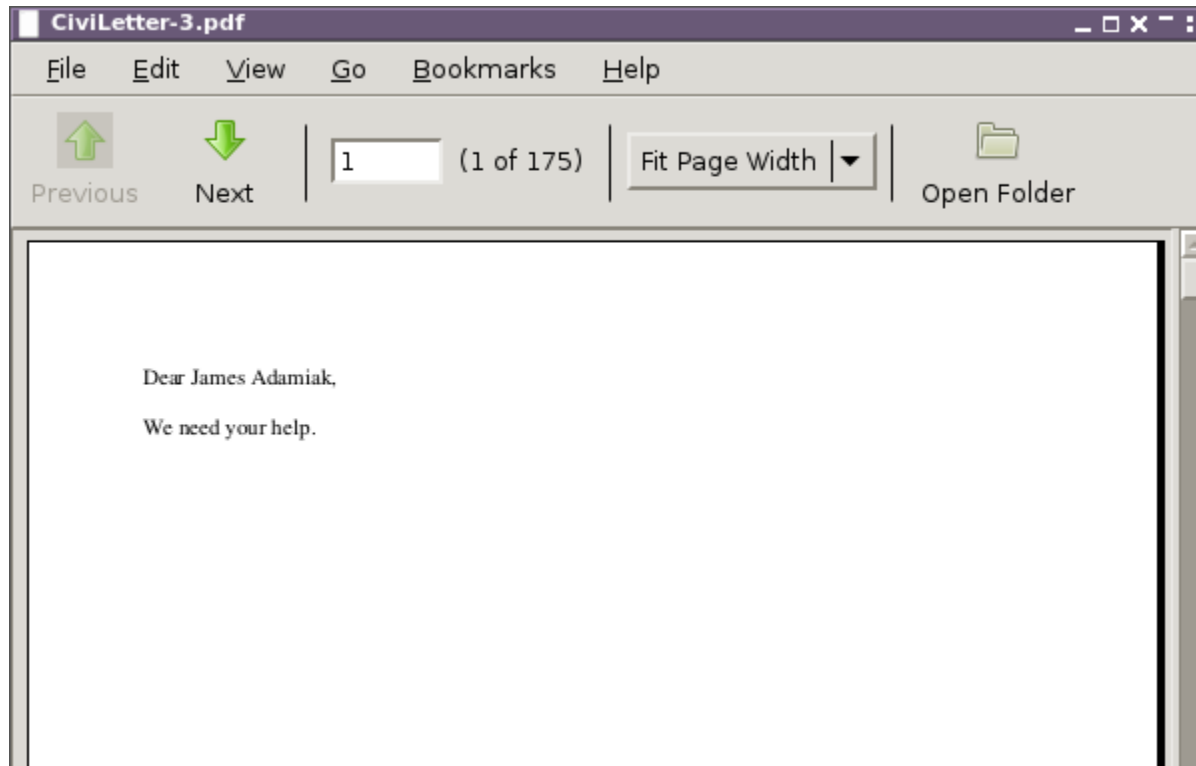 CiviLetter-3.pdf
File Edit View Go Bookmarks Help
1 (1 of 175) Fit Page Width
Previous Next Open Folder
Dear James Adamiak,
We need your help.